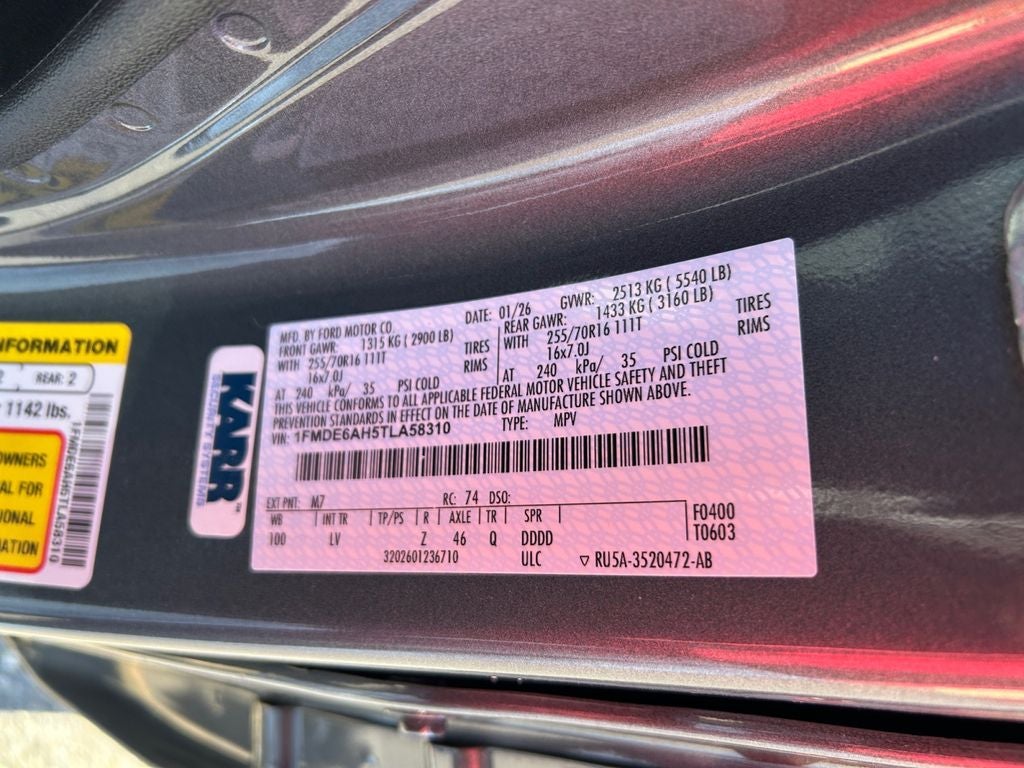 NFORMATION
REAR: 2
1142 lbs.
OWNERS
AL FOR
IONAL
ATION
1FMDE6AH5TLA58310
KARR™
SECURITY SYSTEMS
MFD. BY FORD MOTOR CO.
DATE: 01/26
GVWR: 2513 KG ( 5540 LB)
FRONT GAWR: 1315 KG ( 2900 LB)
REAR GAWR: 1433 KG ( 3160 LB)
WITH 255/70R16 111T TIRES
WITH 255/70R16 111T TIRES
16x7.0J RIMS
16x7.0J RIMS
AT 240 kPa/ 35 PSI COLD
AT 240 kPa/ 35 PSI COLD
THIS VEHICLE CONFORMS TO ALL APPLICABLE FEDERAL MOTOR VEHICLE SAFETY AND THEFT
PREVENTION STANDARDS IN EFFECT ON THE DATE OF MANUFACTURE SHOWN ABOVE.
VIN: 1FMDE6AH5TLA58310
TYPE: MPV
EXT PNT: M7 RC: 74 DSO:
WB INT TR TP/PS R AXLE TR SPR
100 LV Z 46 Q DDDD
F0400
T0603
3202601236710 ULC ▽ RU5A-3520472-AB